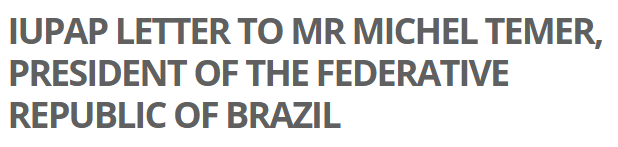 IUPAP LETTER TO MR MICHEL TEMER,
PRESIDENT OF THE FEDERATIVE
REPUBLIC OF BRAZIL